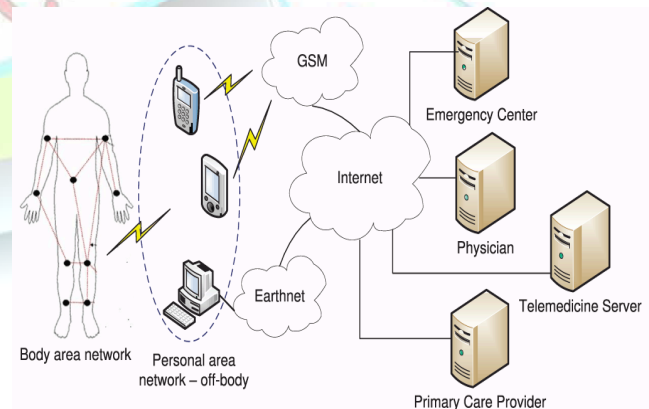 GSM
Emergency Center
Internet
Physician
Earthnet
Telemedicine Server
Body area network
Personal area
network – off-body
Primary Care Provider